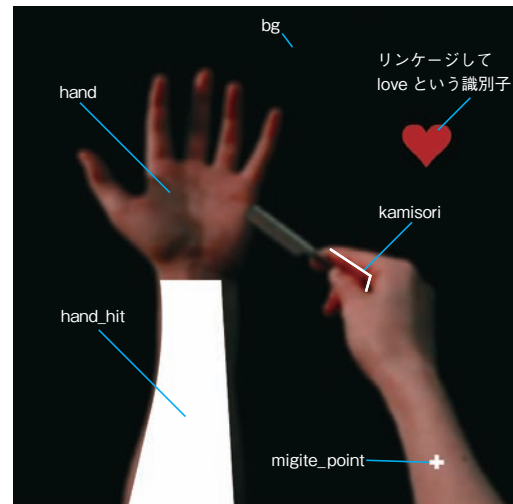 bg
リンケージして
love という識別子
hand
kamisori
hand_hit
migite_point